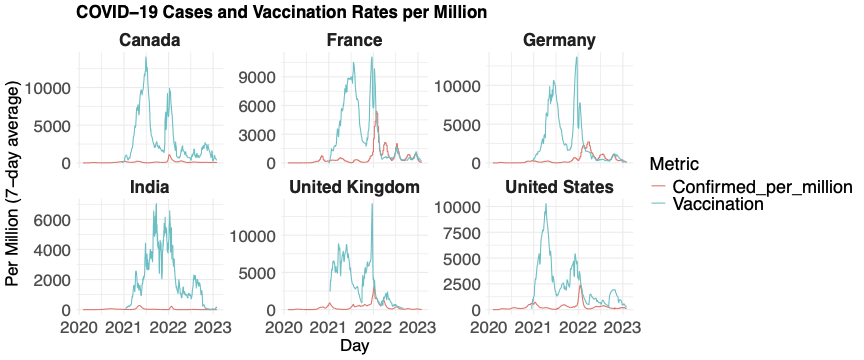 COVID−19 Cases and Vaccination Rates per Million
Canada
France
Germany
10000
5000
0
9000
6000
3000
0
10000
5000
0
India
United Kingdom
United States
6000
4000
2000
0
10000
5000
0
10000
7500
5000
2500
0
2020 2021 2022 2023
2020 2021 2022 2023
2020 2021 2022 2023
Day
Per Million (7−day average)
Metric
Confirmed_per_million
Vaccination